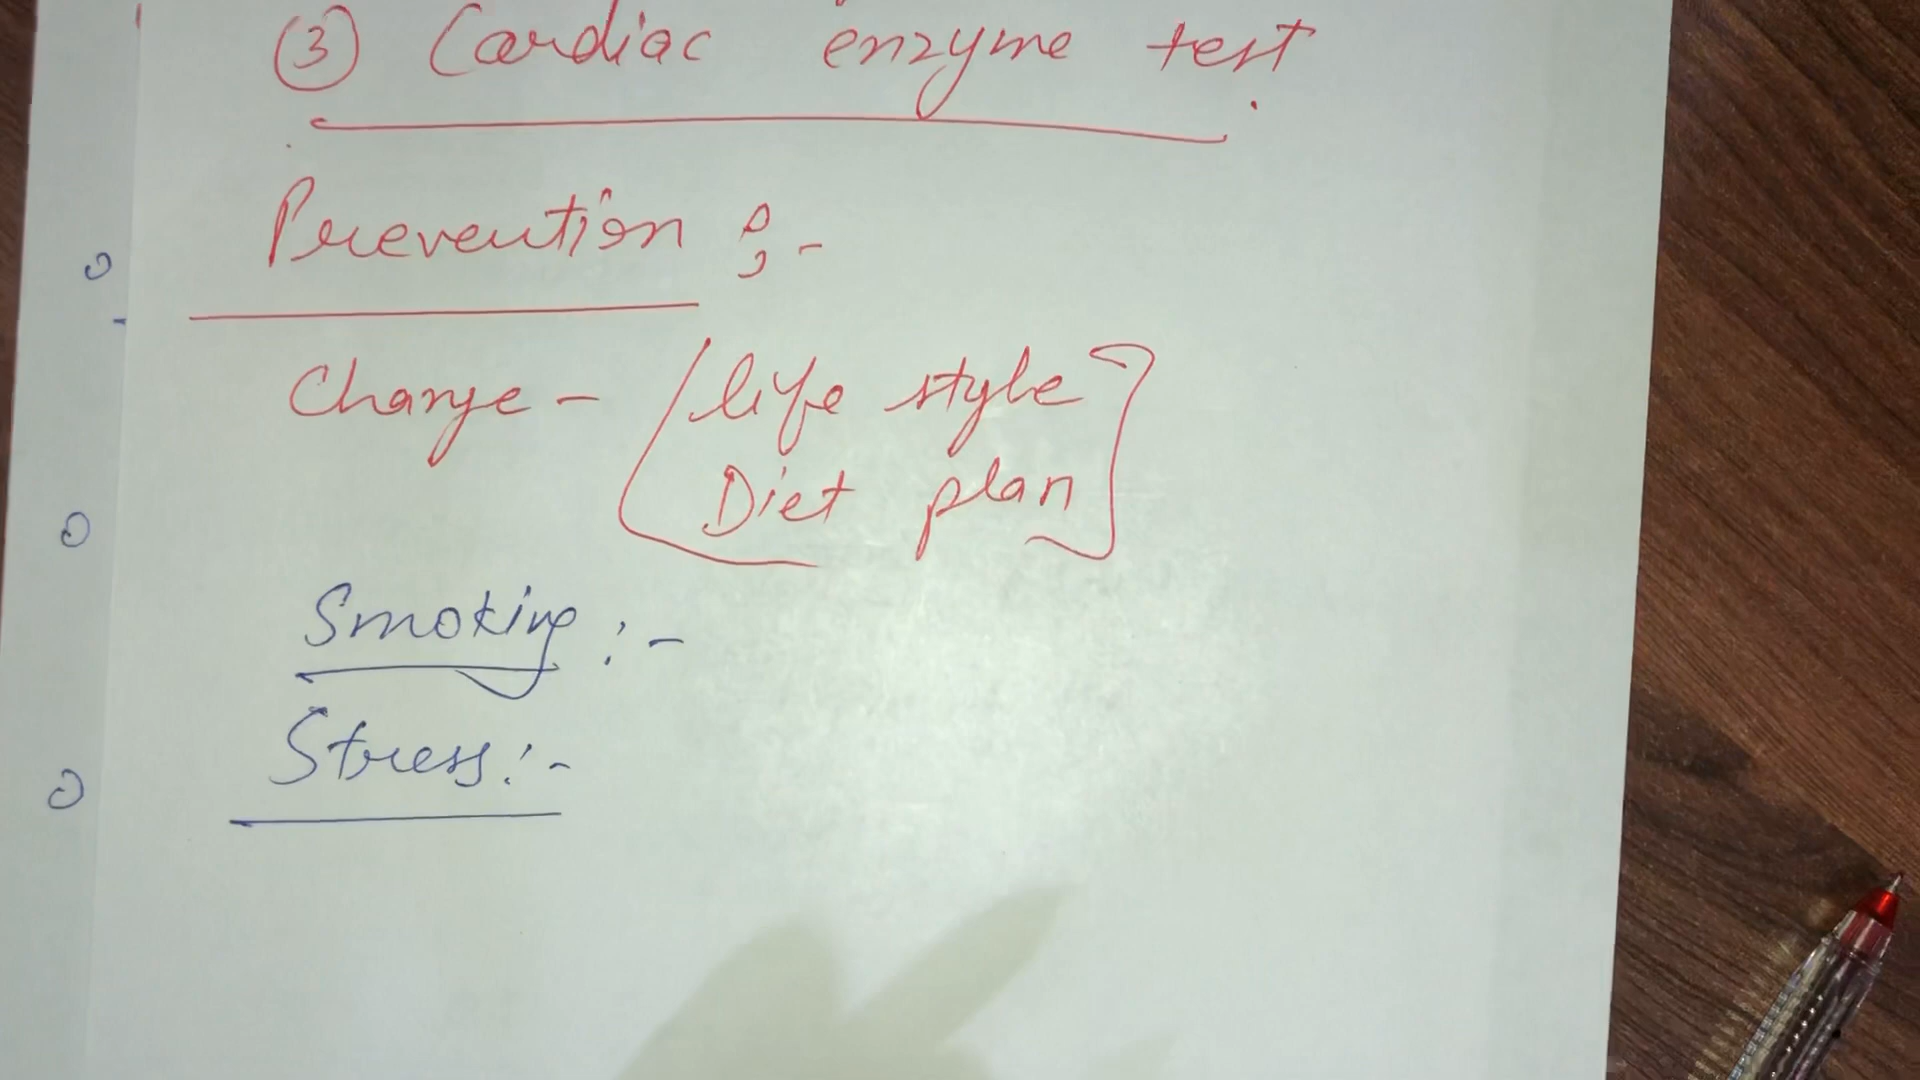 ③ Cardiac enzyme test
Prevention :-
Change - [life style
Diet plan]
Smoking :-
Stress :-